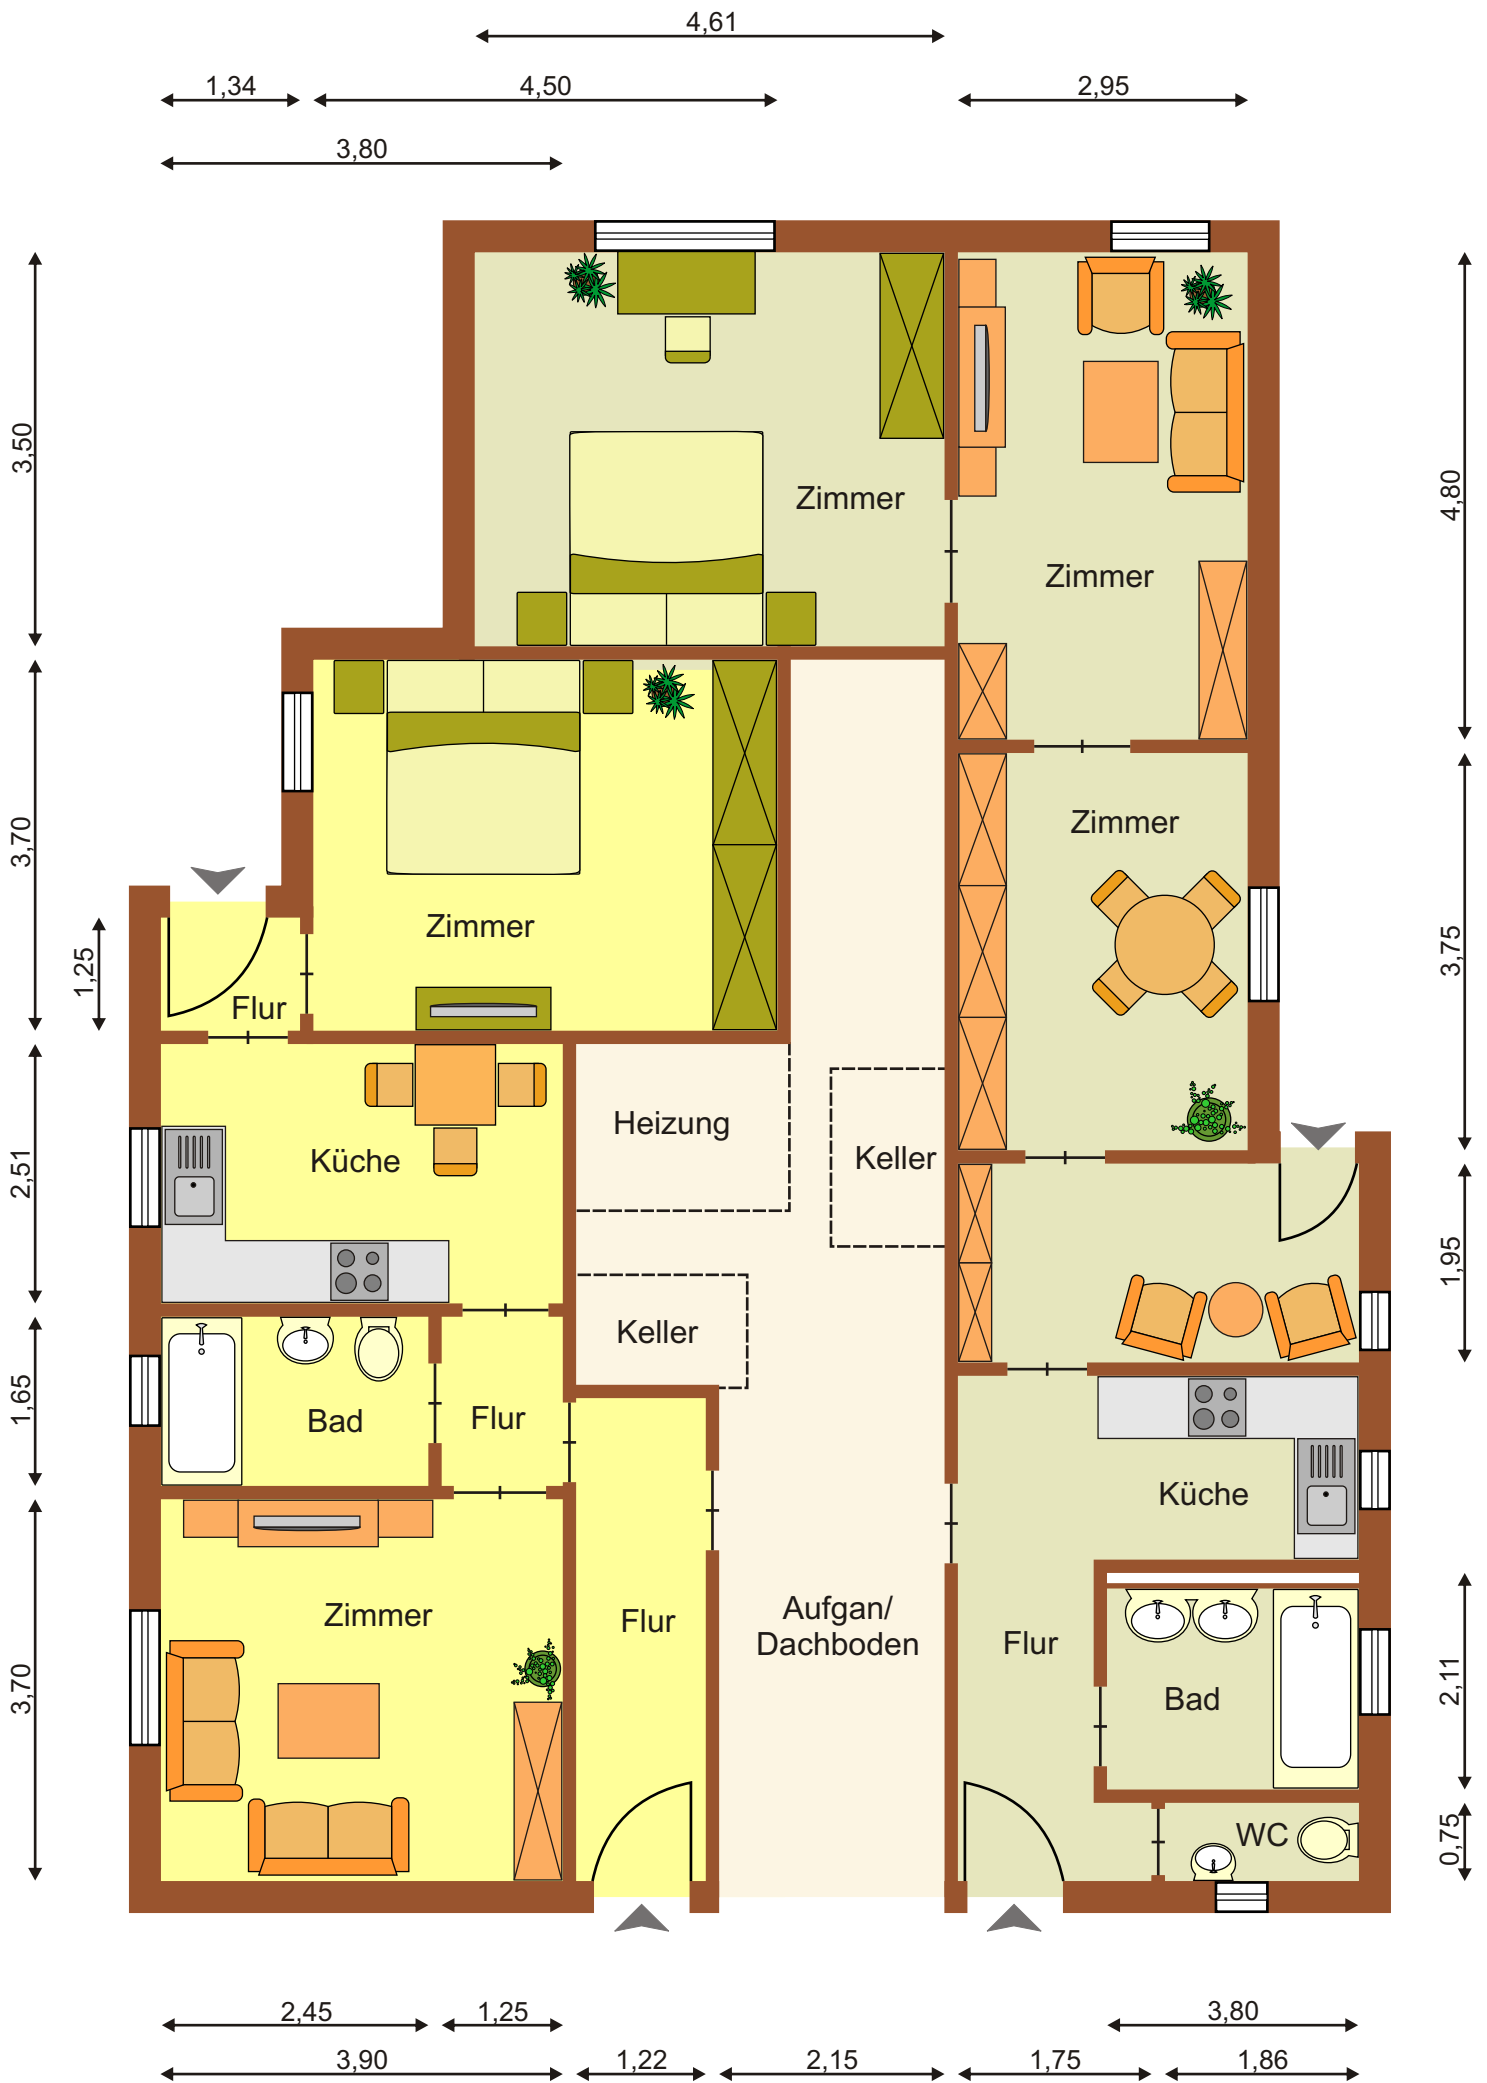 4,61
1,34
4,50
2,95
3,80
3,50
4,80
Zimmer
Zimmer
3,70
Zimmer
Zimmer
3,75
1,25
Flur
2,51
Küche
Heizung
Keller
1,95
Keller
1,65
Bad
Flur
Küche
3,70
Zimmer
Flur
Aufgan/
Dachboden
Flur
Bad
2,11
WC
0,75
2,45
1,25
3,80
3,90
1,22
2,15
1,75
1,86